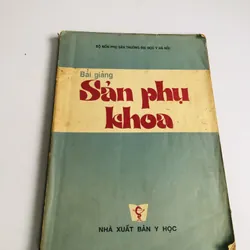 BỘ MÔN PHỤ SẢN TRƯỜNG ĐẠI HỌC Y HÀ NỘI
Bài giảng
Sản phụ
khoa
NHÀ XUẤT BẢN Y HỌC